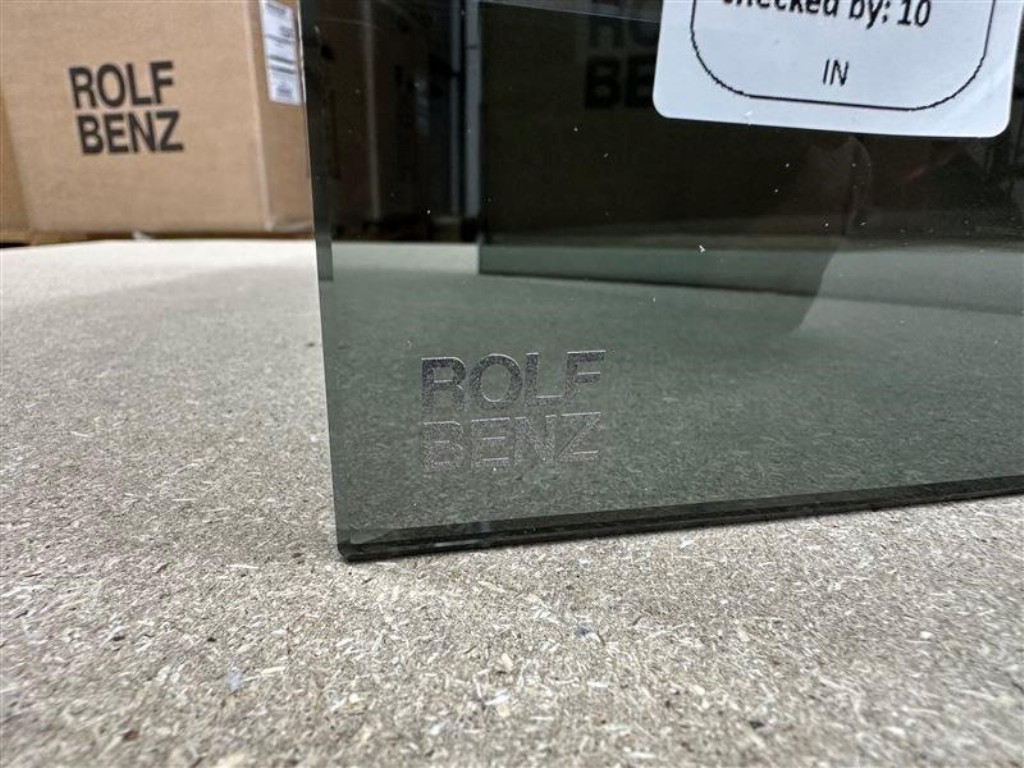 ROLF
BENZ
checked by: 10
IN
ROLF
BENZ